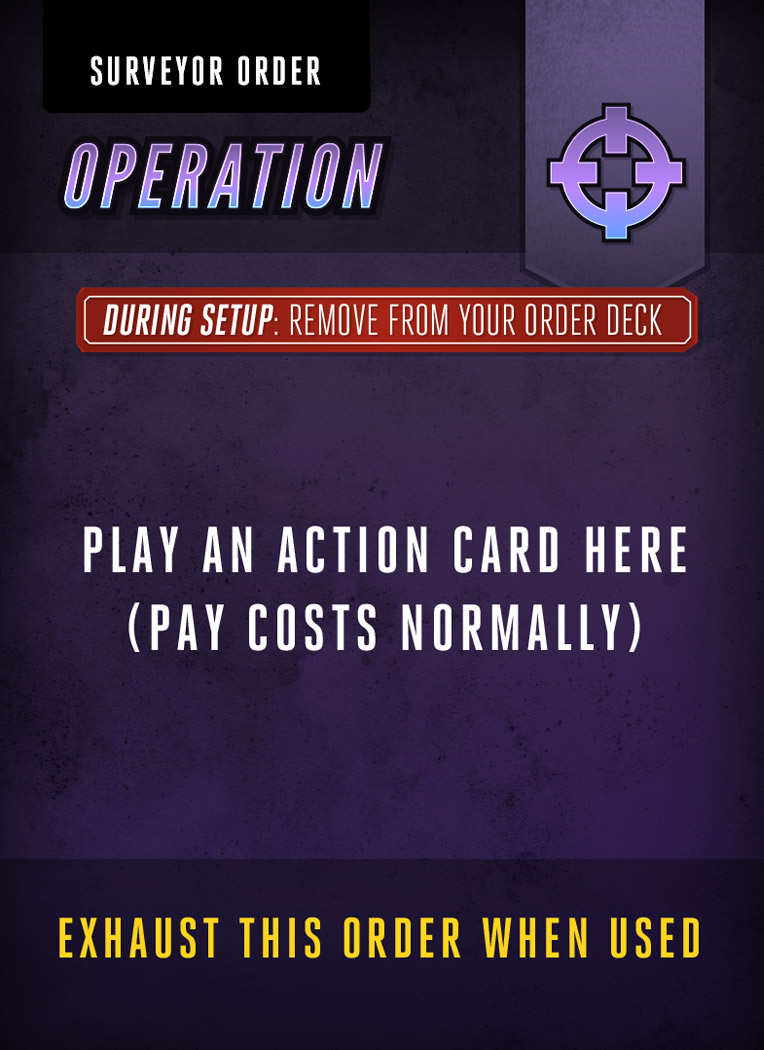 SURVEYOR ORDER
OPERATION
DURING SETUP: REMOVE FROM YOUR ORDER DECK
PLAY AN ACTION CARD HERE
(PAY COSTS NORMALLY)
EXHAUST THIS ORDER WHEN USED